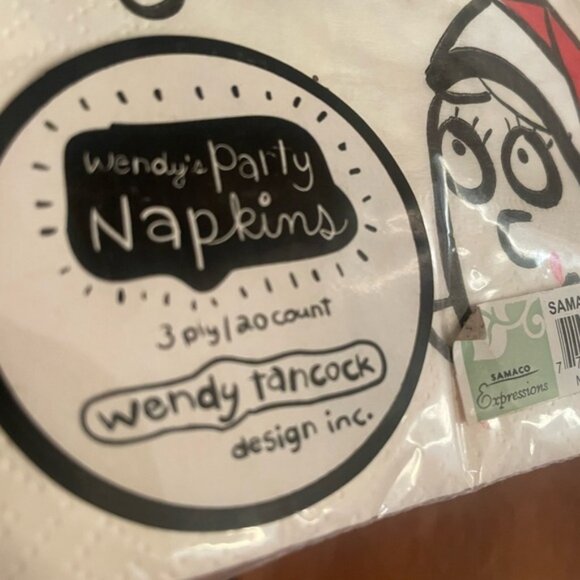 wendy's Party
Napkins
3 ply/20 count
wendy tancock
design inc.
SAMACO
Expressions